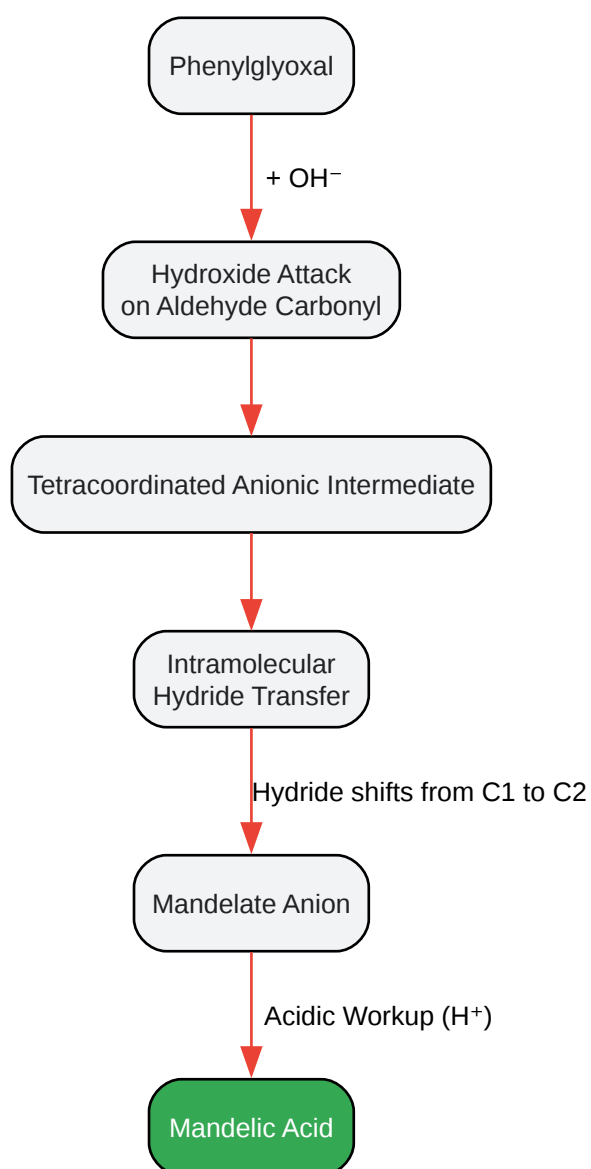 Phenylglyoxal
+ OH⁻
Hydroxide Attack
on Aldehyde Carbonyl
Tetracoordinated Anionic Intermediate
Intramolecular
Hydride Transfer
Hydride shifts from C1 to C2
Mandelate Anion
Acidic Workup (H⁺)
Mandelic Acid